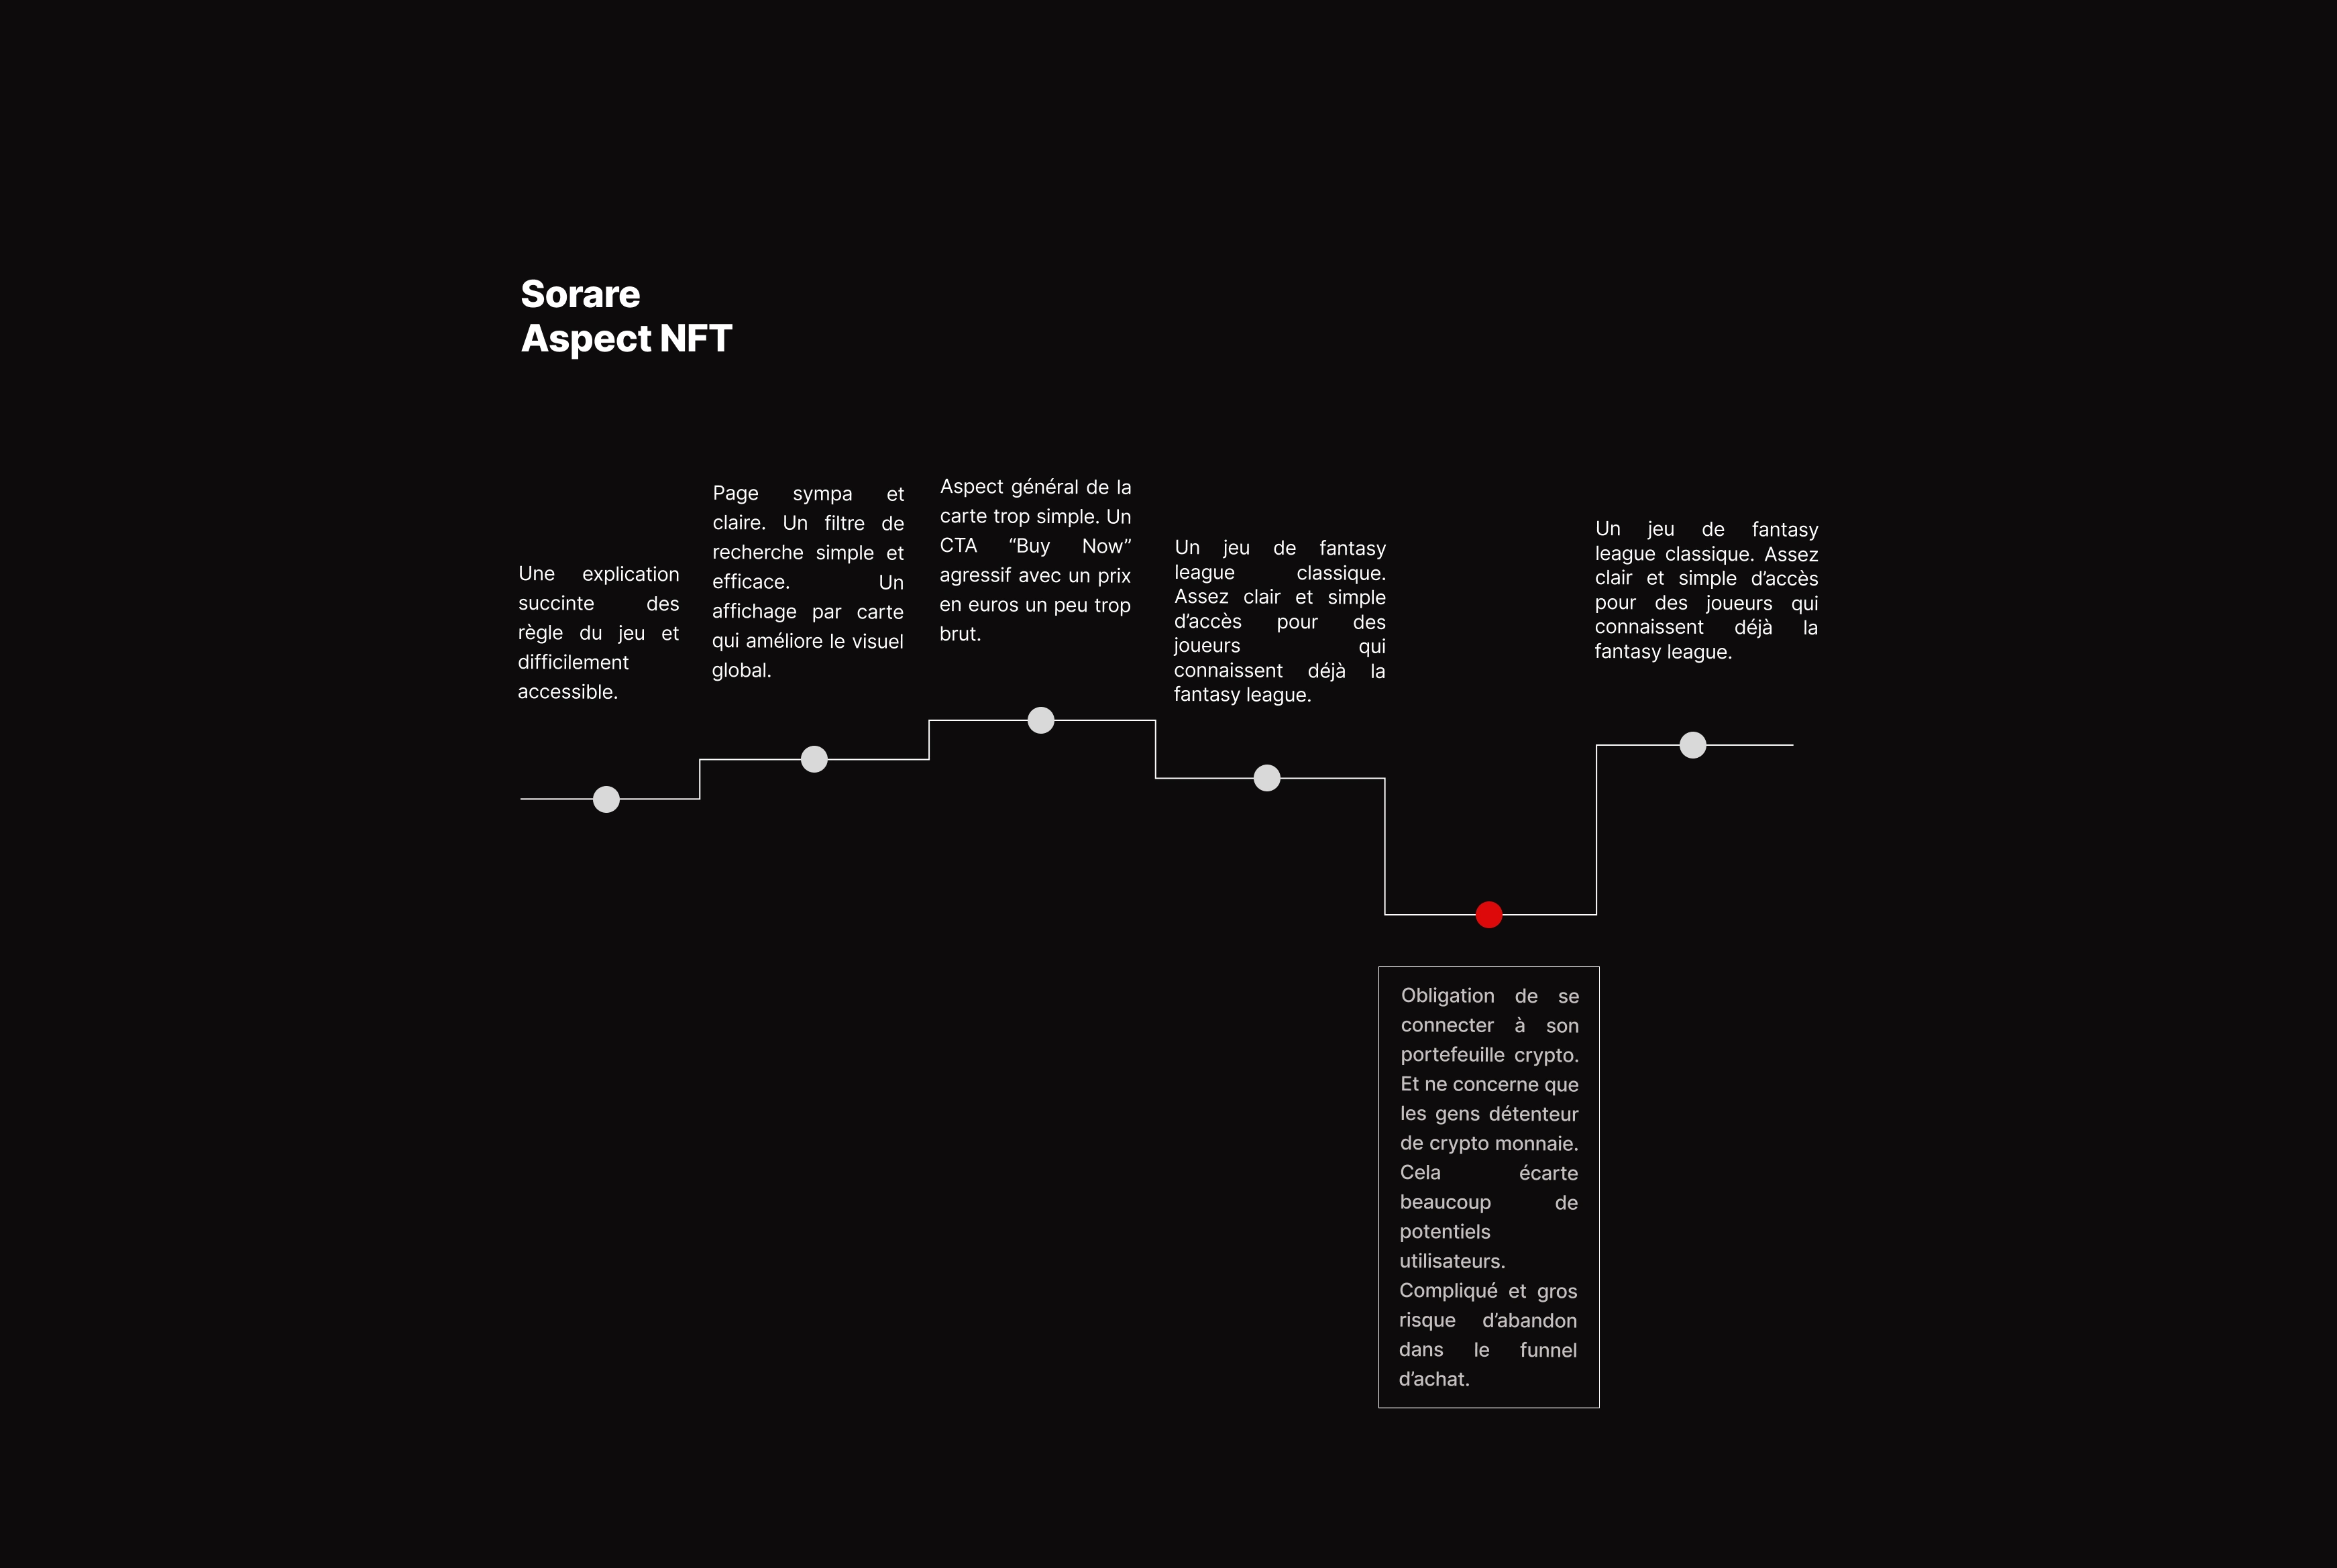 Sorare
Aspect NFT
Une explication
succinte des
règle du jeu et
difficilement
accessible.
Page sympa et
claire. Un filtre de
recherche simple et
efficace. Un
affichage par carte
qui améliore le visuel
global.
Aspect général de la
carte trop simple. Un
CTA “Buy Now”
agressif avec un prix
en euros un peu trop
brut.
Un jeu de fantasy
league classique.
Assez clair et simple
d’accès pour des
joueurs qui
connaissent déjà la
fantasy league.
Obligation de se
connecter à son
portefeuille crypto.
Et ne concerne que
les gens détenteur
de crypto monnaie.
Cela écarte
beaucoup de
potentiels
utilisateurs.
Compliqué et gros
risque d’abandon
dans le funnel
d’achat.
Un jeu de fantasy
league classique. Assez
clair et simple d’accès
pour des joueurs qui
connaissent déjà la
fantasy league.